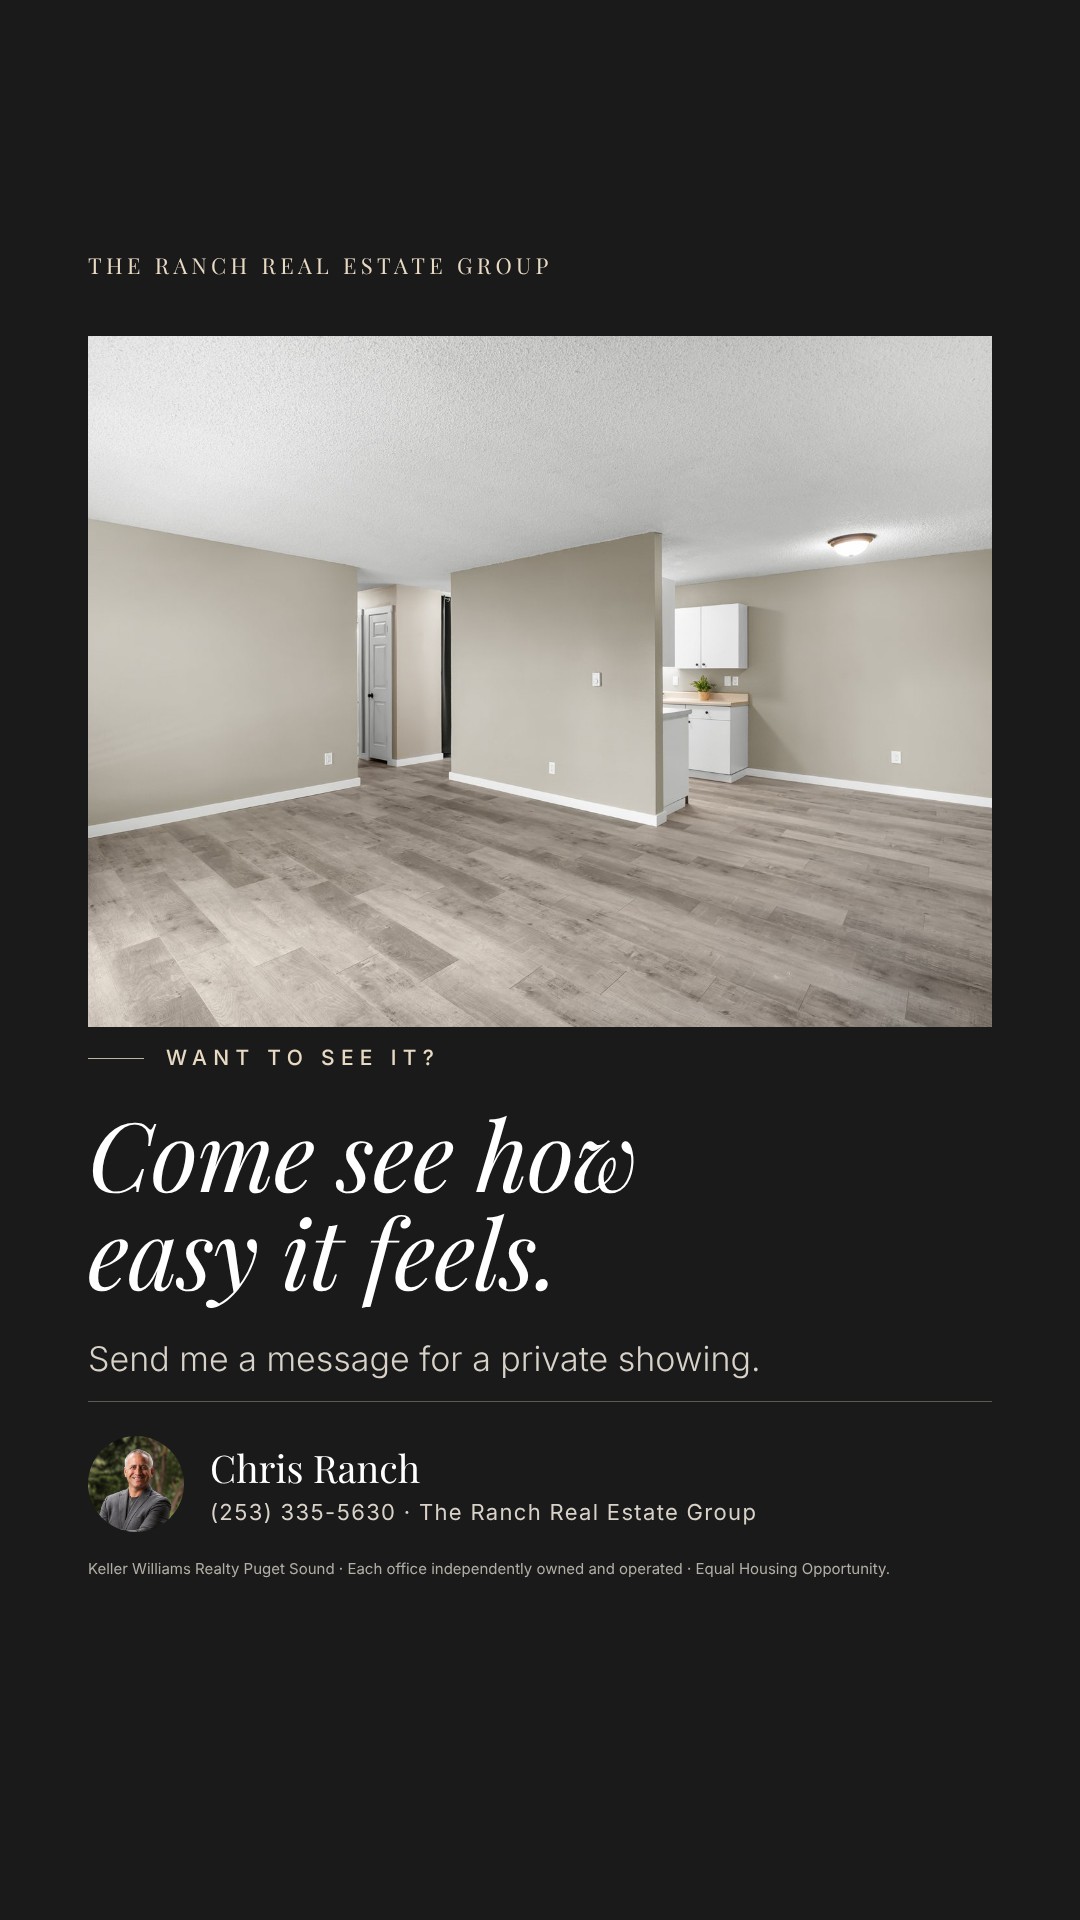 THE RANCH REAL ESTATE GROUP
WANT TO SEE IT?
Come see how
easy it feels.
Send me a message for a private showing.
Chris Ranch
(253) 335-5630 · The Ranch Real Estate Group
Keller Williams Realty Puget Sound · Each office independently owned and operated · Equal Housing Opportunity.